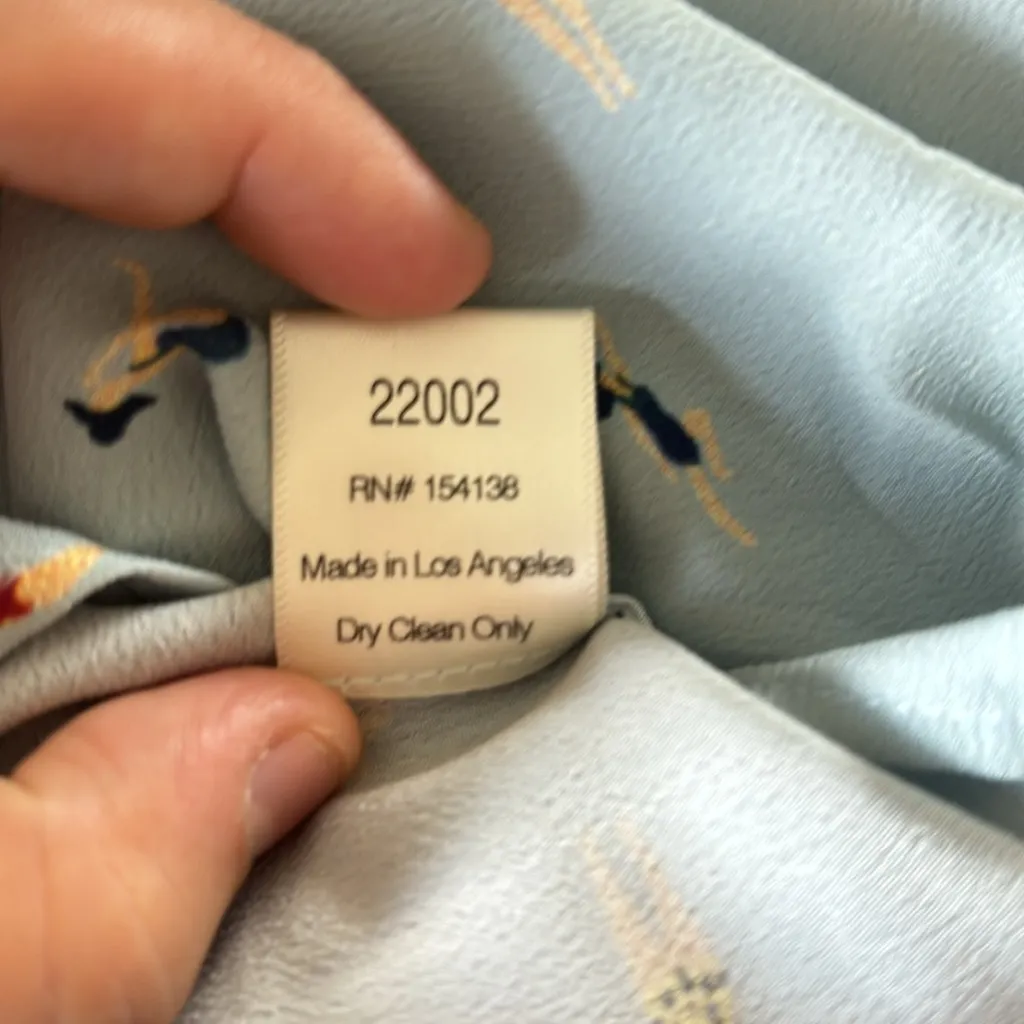 22002
RN# 154138
Made in Los Angeles
Dry Clean Only